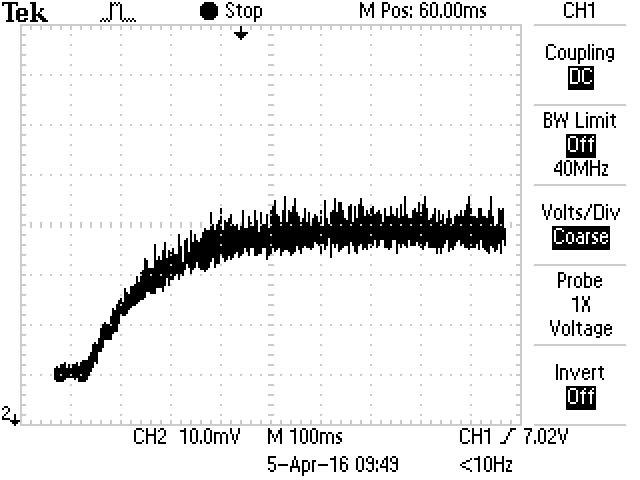 Tek Stop M Pos: 60.00ms CH1
Coupling
DC
BW Limit
Off
40MHz
Volts/Div
Coarse
Probe
1X
Voltage
Invert
Off
2
CH2 10.0mV M 100ms CH1 7.02V
5-Apr-16 09:49 <10Hz